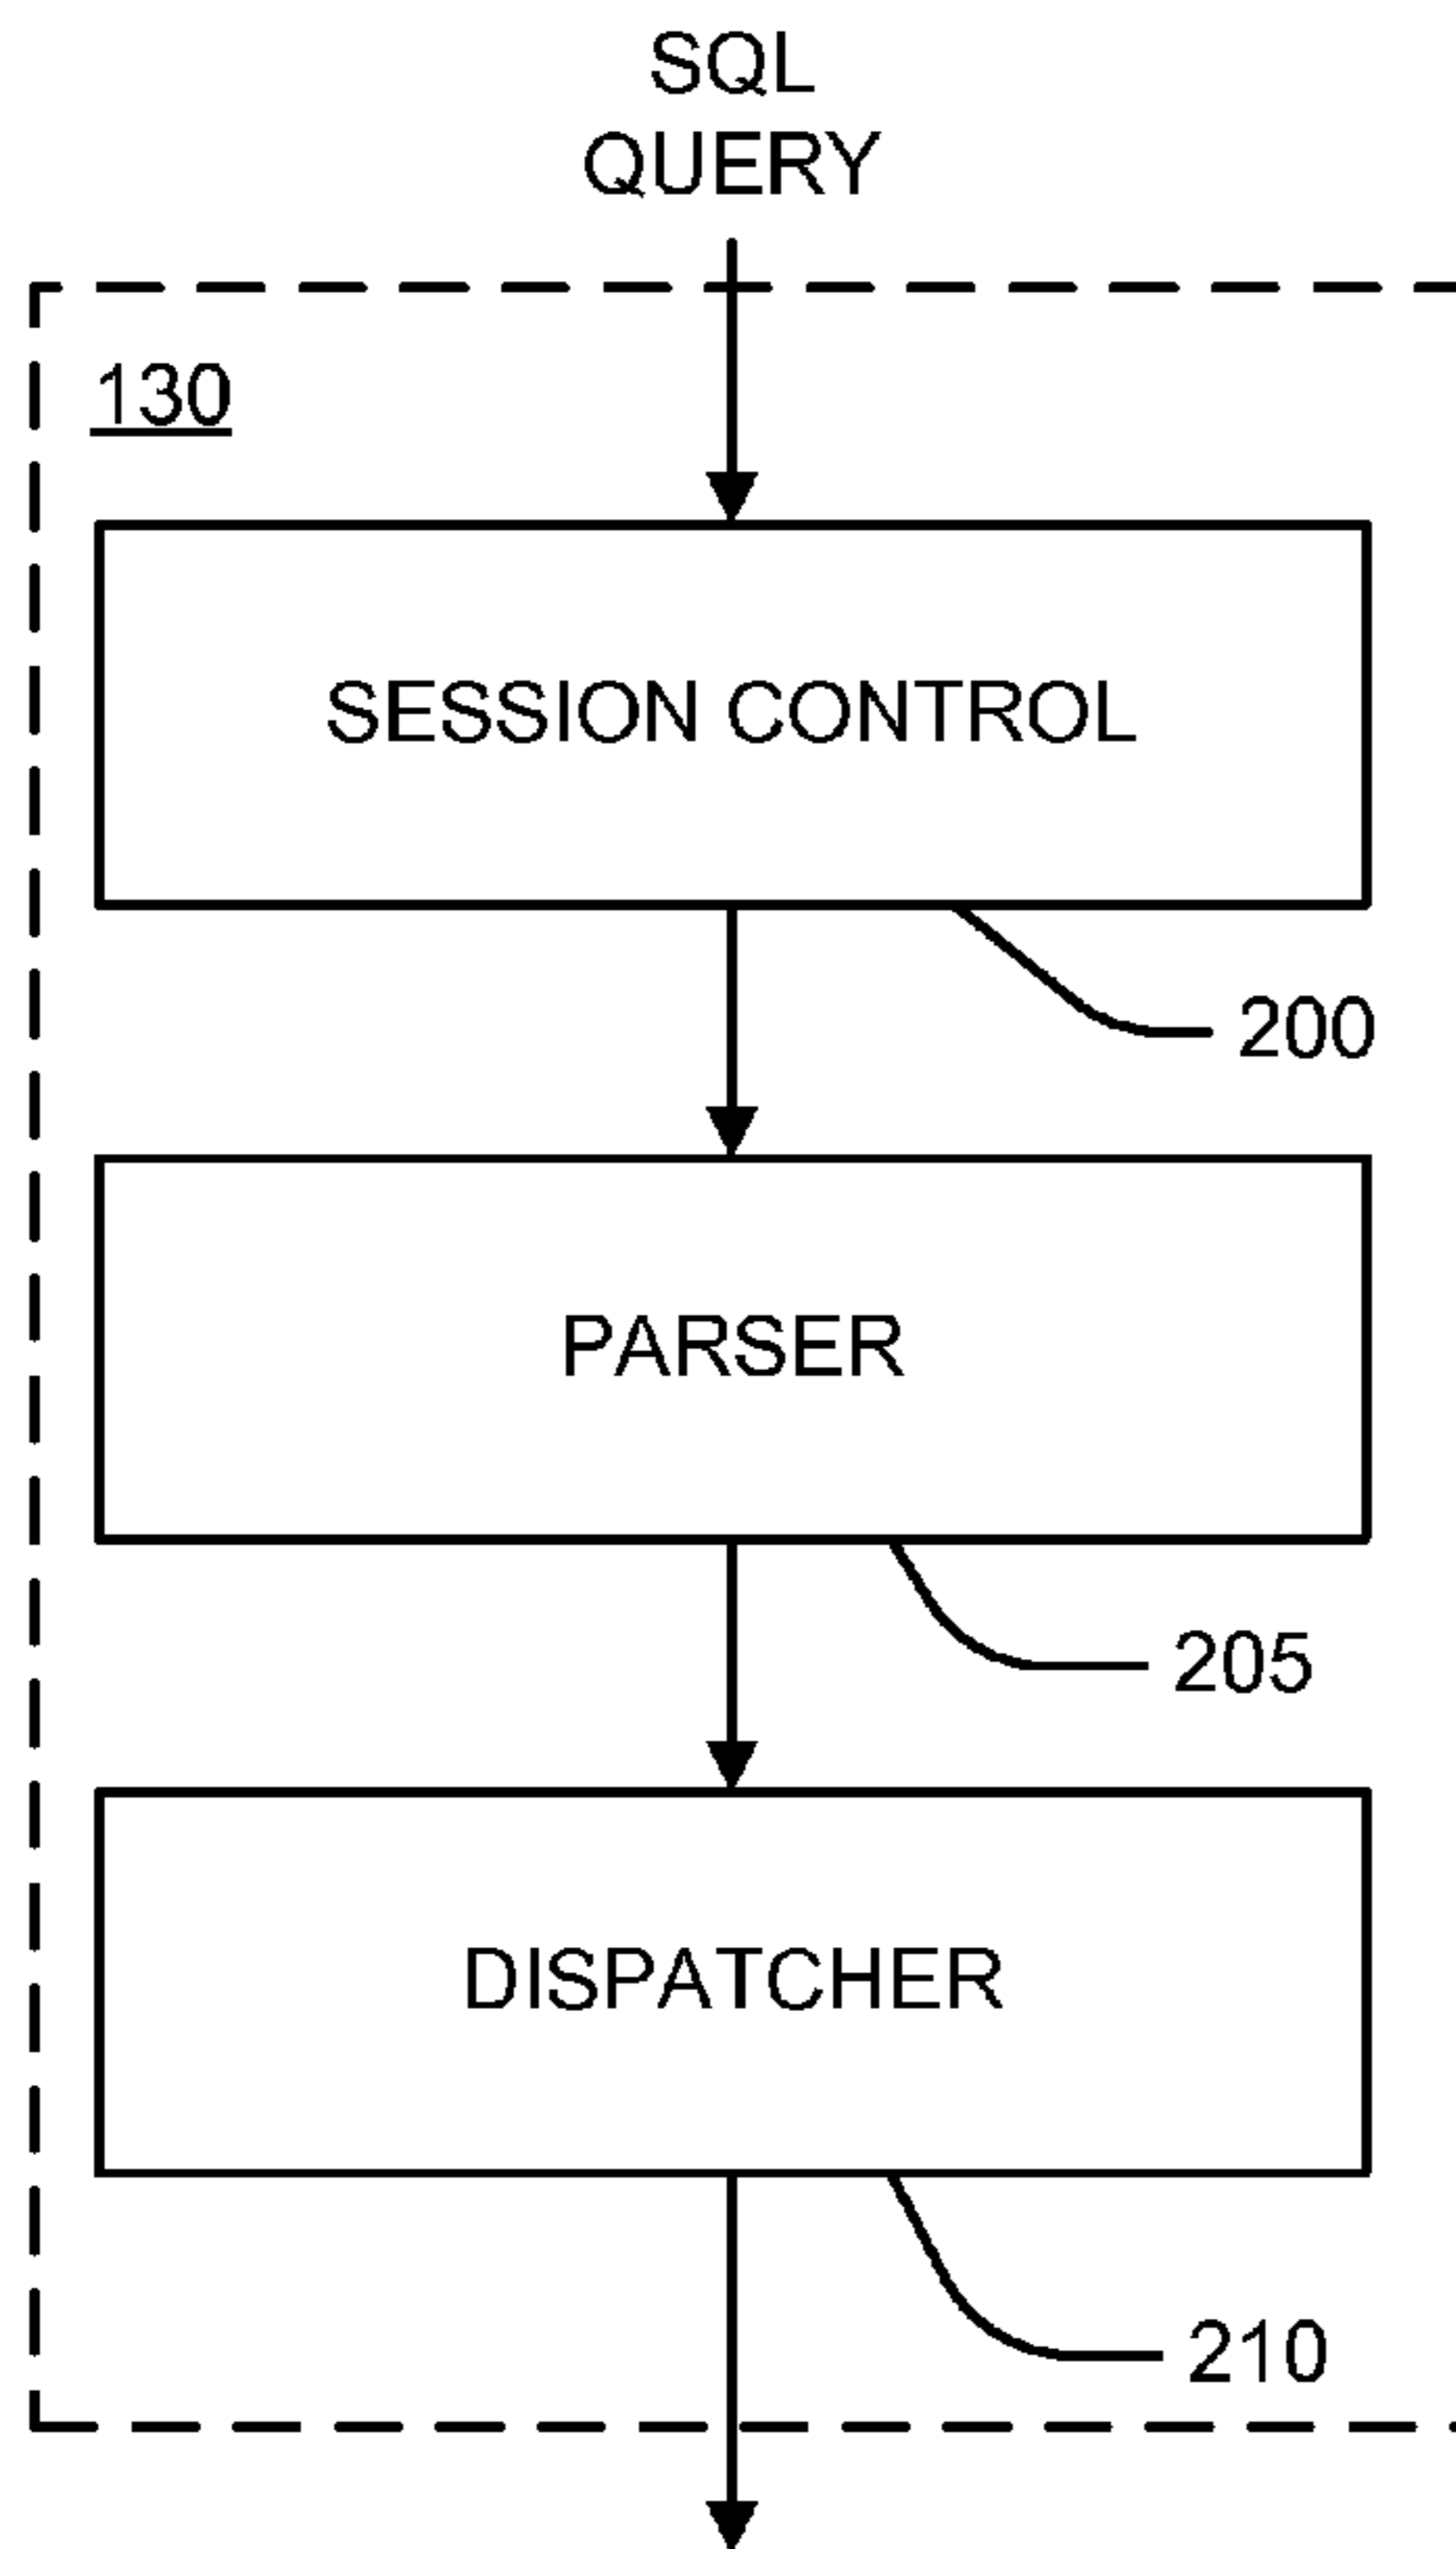 SQL
QUERY
130
SESSION CONTROL
200
PARSER
205
DISPATCHER
210